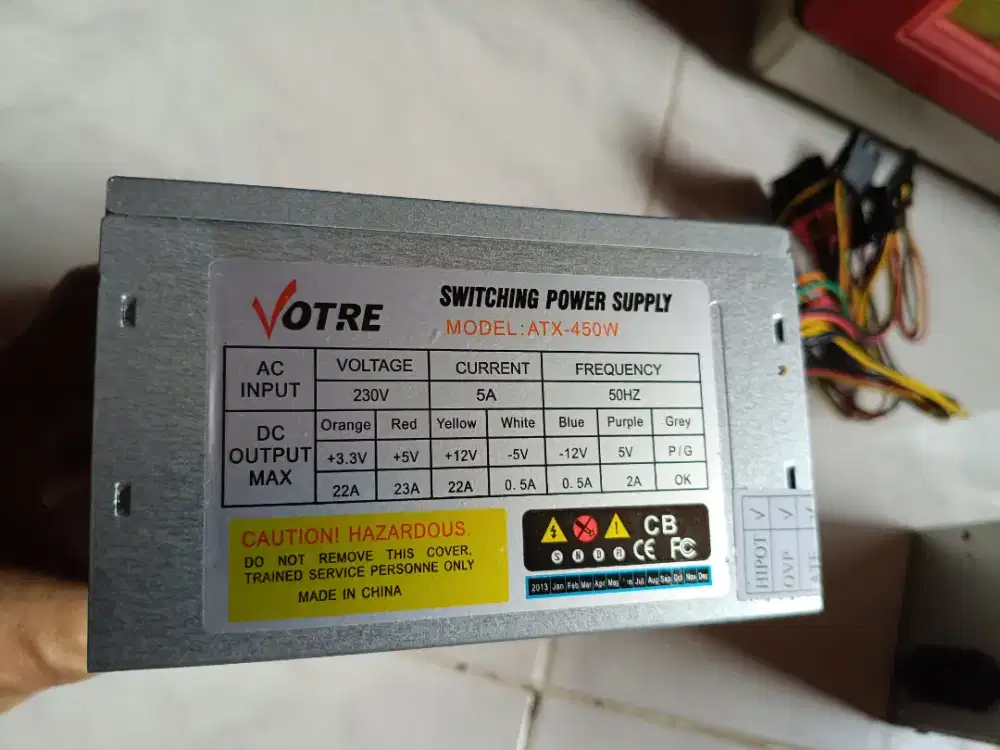 VOTRE
SWITCHING POWER SUPPLY
MODEL:ATX-450W
AC INPUT VOLTAGE CURRENT FREQUENCY
230V 5A 50HZ
DC OUTPUT MAX Orange Red Yellow White Blue Purple Grey
+3.3V +5V +12V -5V -12V 5V P/G
22A 23A 22A 0.5A 0.5A 2A OK
CAUTION! HAZARDOUS.
DO NOT REMOVE THIS COVER,
TRAINED SERVICE PERSONNE ONLY
MADE IN CHINA
CB
S N D R CE FC
2013 Jan Feb Mar Apr May Jul Aug Sep Oct Nov Dec
HIPOT V
OVP V
ATE